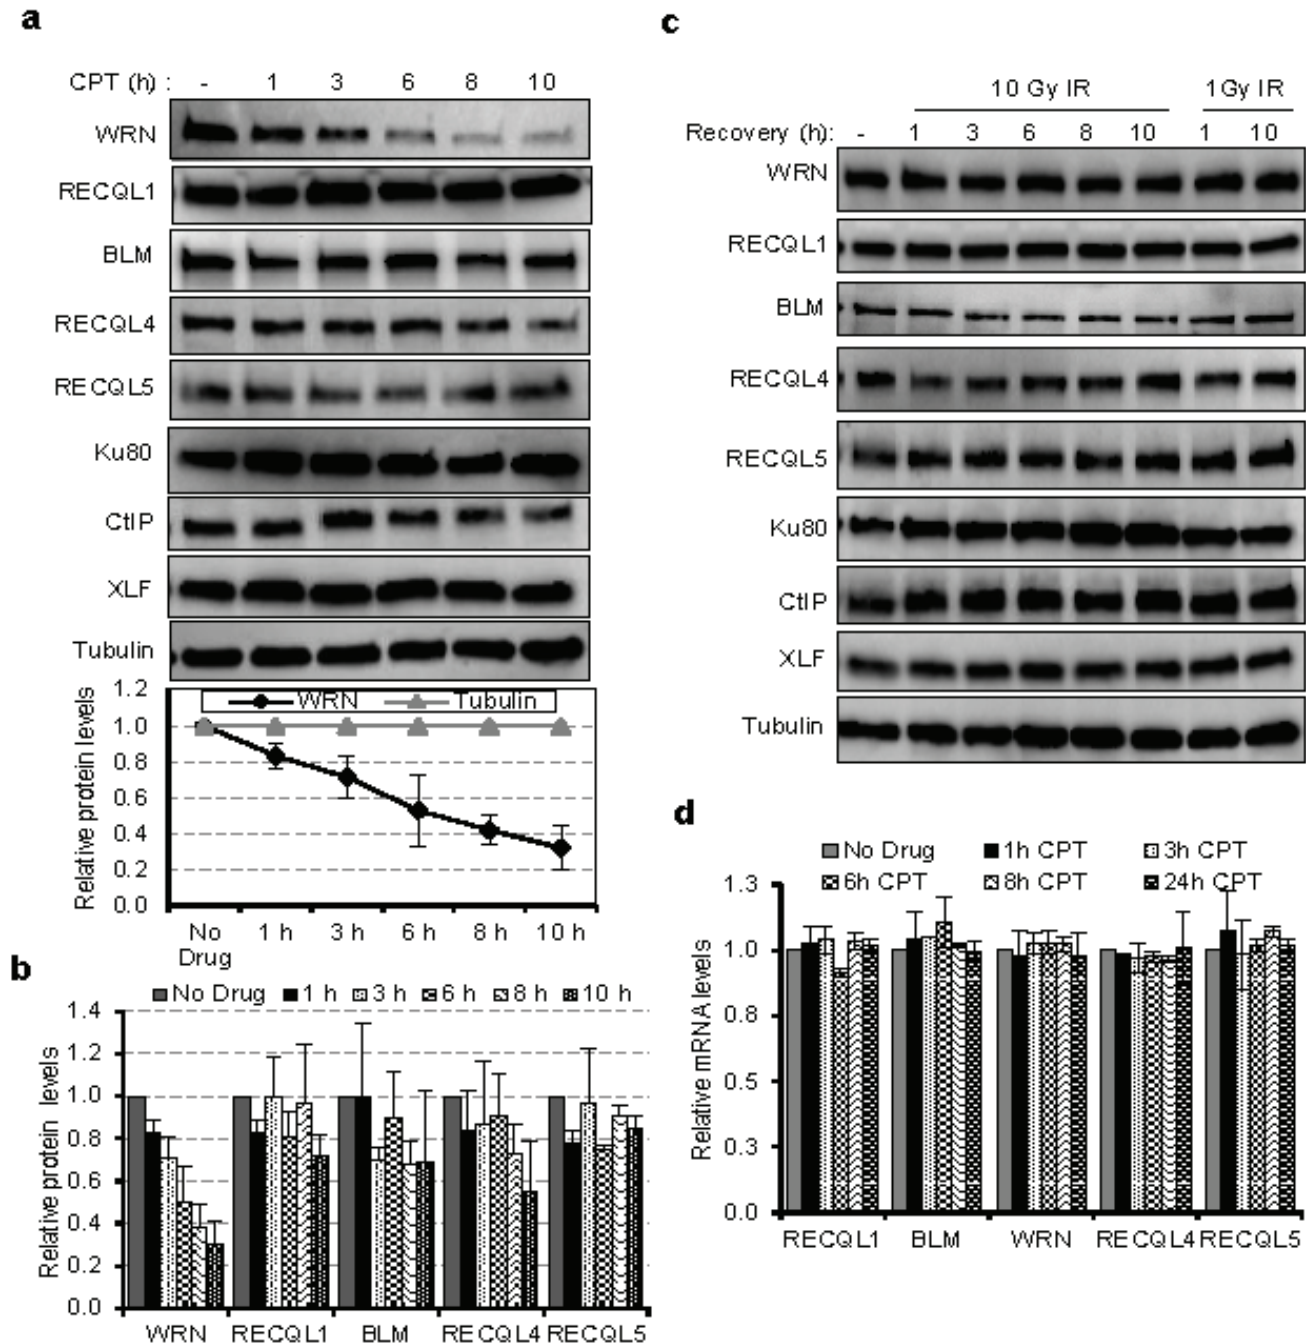 a
CPT (h) : - 1 3 6 8 10
WRN
RECQL1
BLM
RECQL4
RECQL5
Ku80
CtIP
XLF
Tubulin
1.2
1.0
0.8
0.6
0.4
0.2
0.0
Relative protein levels
WRN Tubulin
No Drug 1 h 3 h 6 h 8 h 10 h
b
No Drug 1 h 3 h 6 h 8 h 10 h
1.4
1.2
1.0
0.8
0.6
0.4
0.2
0.0
Relative protein levels
WRN RECQL1 BLM RECQL4 RECQL5
c
10 Gy IR 1Gy IR
Recovery (h): - 1 3 6 8 10 1 10
WRN
RECQL1
BLM
RECQL4
RECQL5
Ku80
CtIP
XLF
Tubulin
d
No Drug 1h CPT 3h CPT
6h CPT 8h CPT 24h CPT
1.3
1.0
0.8
0.5
0.3
0.0
Relative mRNA levels
RECQL1 BLM WRN RECQL4 RECQL5